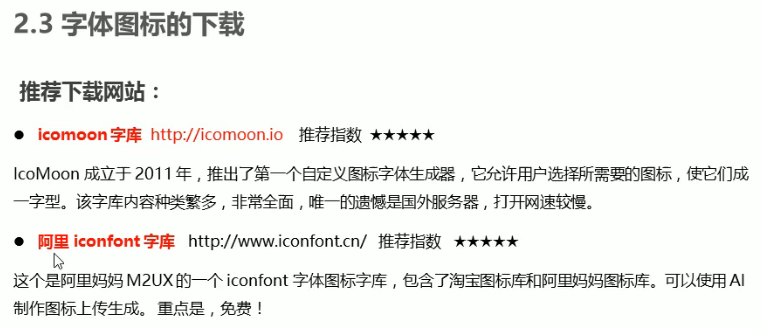 2.3 字体图标的下载
推荐下载网站：
● icomoon 字库 http://icomoon.io 推荐指数 ★★★★★
IcoMoon 成立于 2011 年，推出了第一个自定义图标字体生成器，它允许用户选择所需要的图标，使它们成
一字型。该字库内容种类繁多，非常全面，唯一的遗憾是国外服务器，打开网速较慢。
● 阿里 iconfont 字库 http://www.iconfont.cn/ 推荐指数 ★★★★★
这个是阿里妈妈 M2UX 的一个 iconfont 字体图标字库，包含了淘宝图标库和阿里妈妈图标库。可以使用 AI
制作图标上传生成。 重点是，免费！